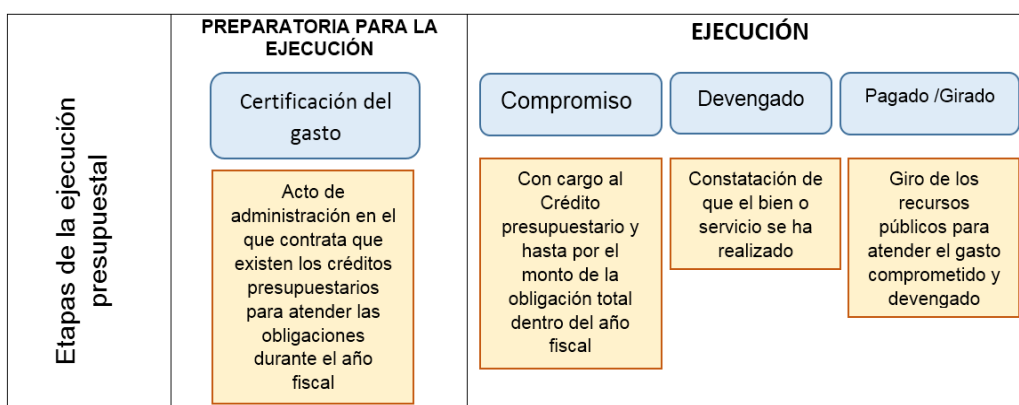 Etapas de la ejecución
presupuestal
PREPARATORIA PARA LA
EJECUCIÓN
Certificación del
gasto
Acto de
administración en el
que contrata que
existen los créditos
presupuestarios
para atender las
obligaciones
durante el año
fiscal
EJECUCIÓN
Compromiso
Con cargo al
Crédito
presupuestario y
hasta por el
monto de la
obligación total
dentro del año
fiscal
Devengado
Constatación de
que el bien o
servicio se ha
realizado
Pagado /Girado
Giro de los
recursos
públicos para
atender el gasto
comprometido y
devengado